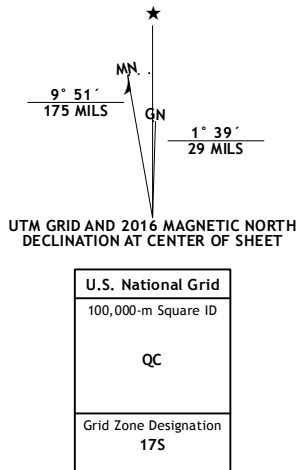 ★
MN
9° 51´
175 MILS
GN
1° 39´
29 MILS
UTM GRID AND 2016 MAGNETIC NORTH
DECLINATION AT CENTER OF SHEET
U.S. National Grid
100,000-m Square ID
QC
Grid Zone Designation
17S